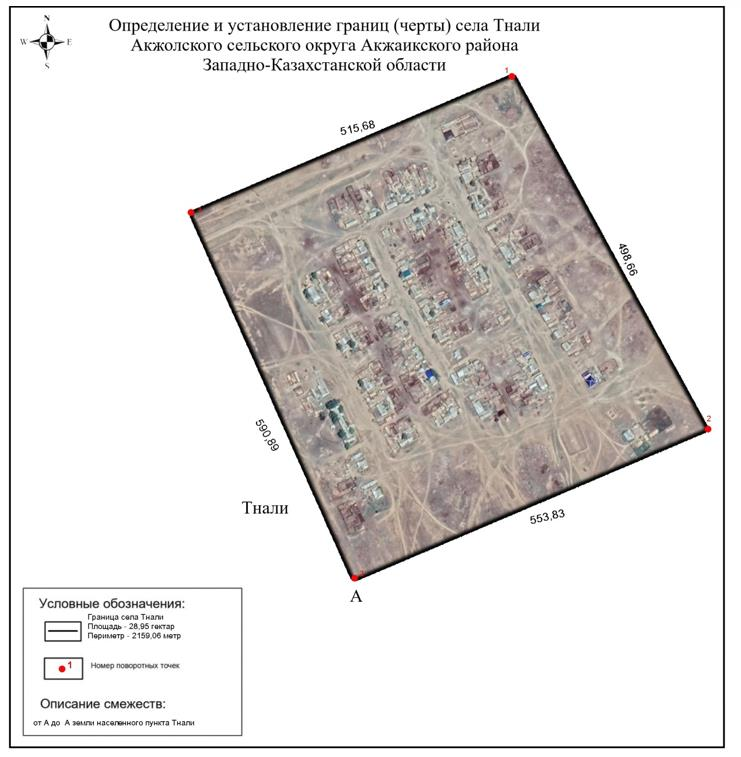 Определение и установление границ (черты) села Тнали
Акжолского сельского округа Акжаикского района
Западно-Казахстанской области
N
W E
S
1
515,68
498,66
2
590,89
553,83
Тнали
А
Условные обозначения:
Граница села Тнали
Площадь - 28,95 гектар
Периметр - 2159,06 метр
1
Номер поворотных точек
Описание смежеств:
от А до А земли населенного пункта Тнали